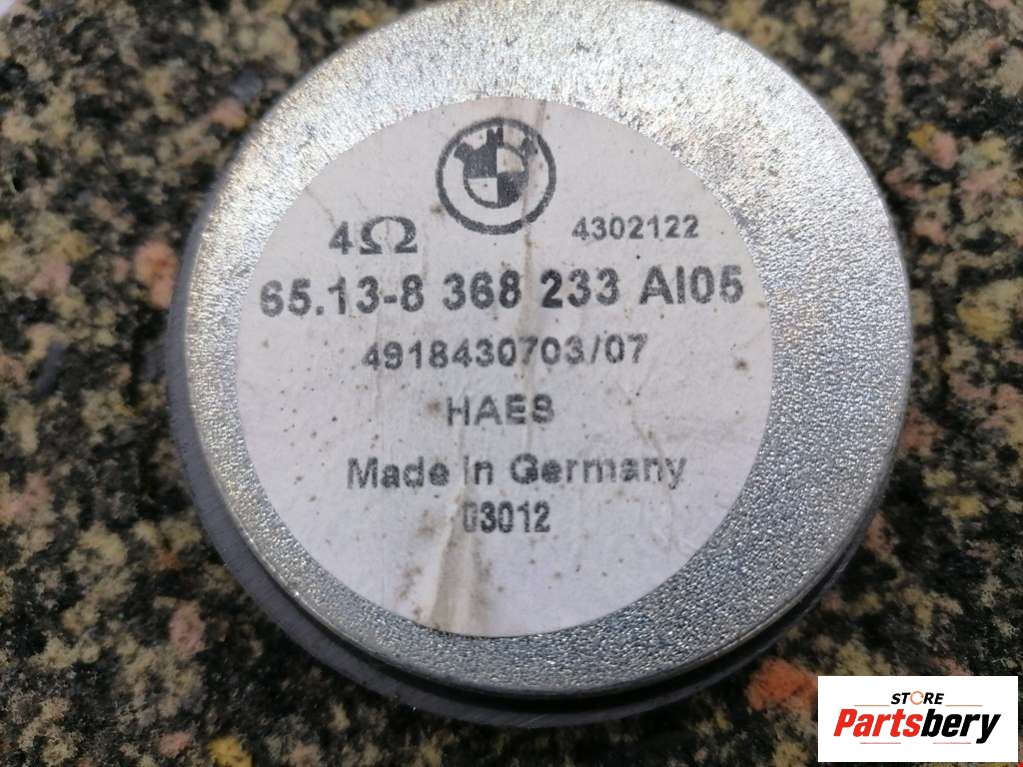 4Ω 4302122
65.13-8 368 233 AI05
4918430703/07
HAES
Made in Germany
03012
STORE
Partsbery